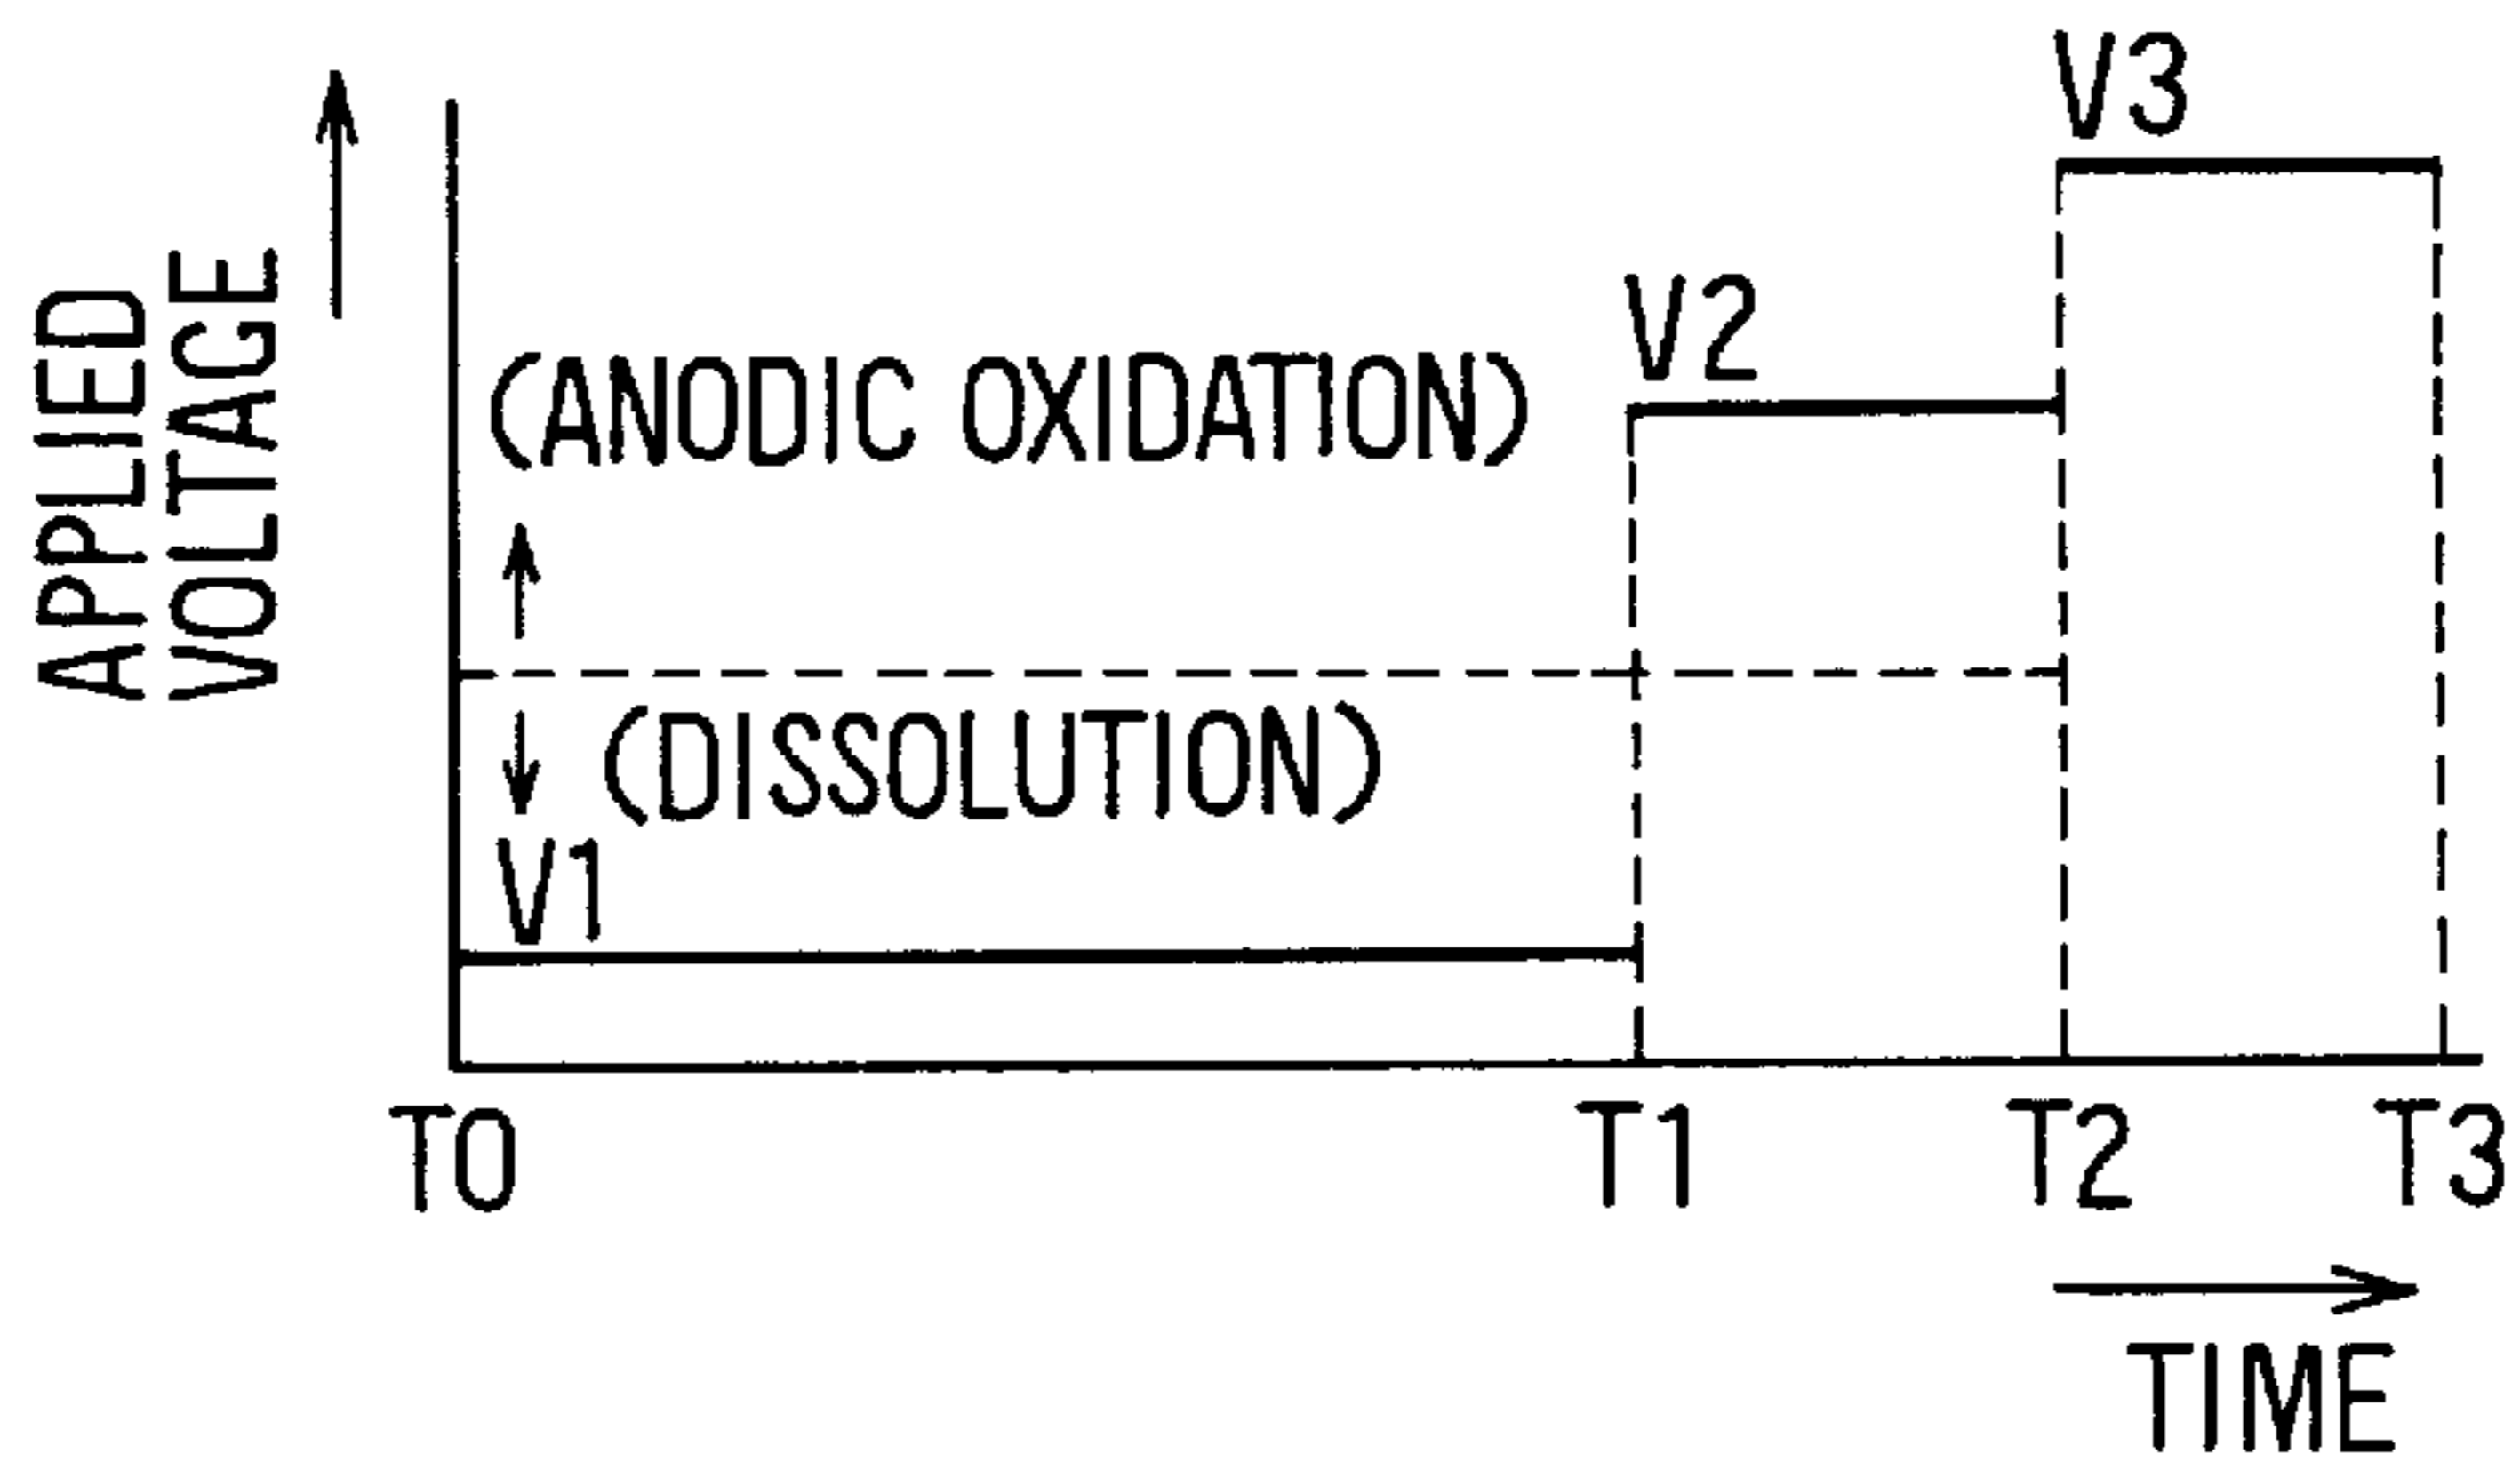 APPLIED
VOLTAGE
V3
V2
(ANODIC OXIDATION)
(DISSOLUTION)
V1
T0 T1 T2 T3
TIME